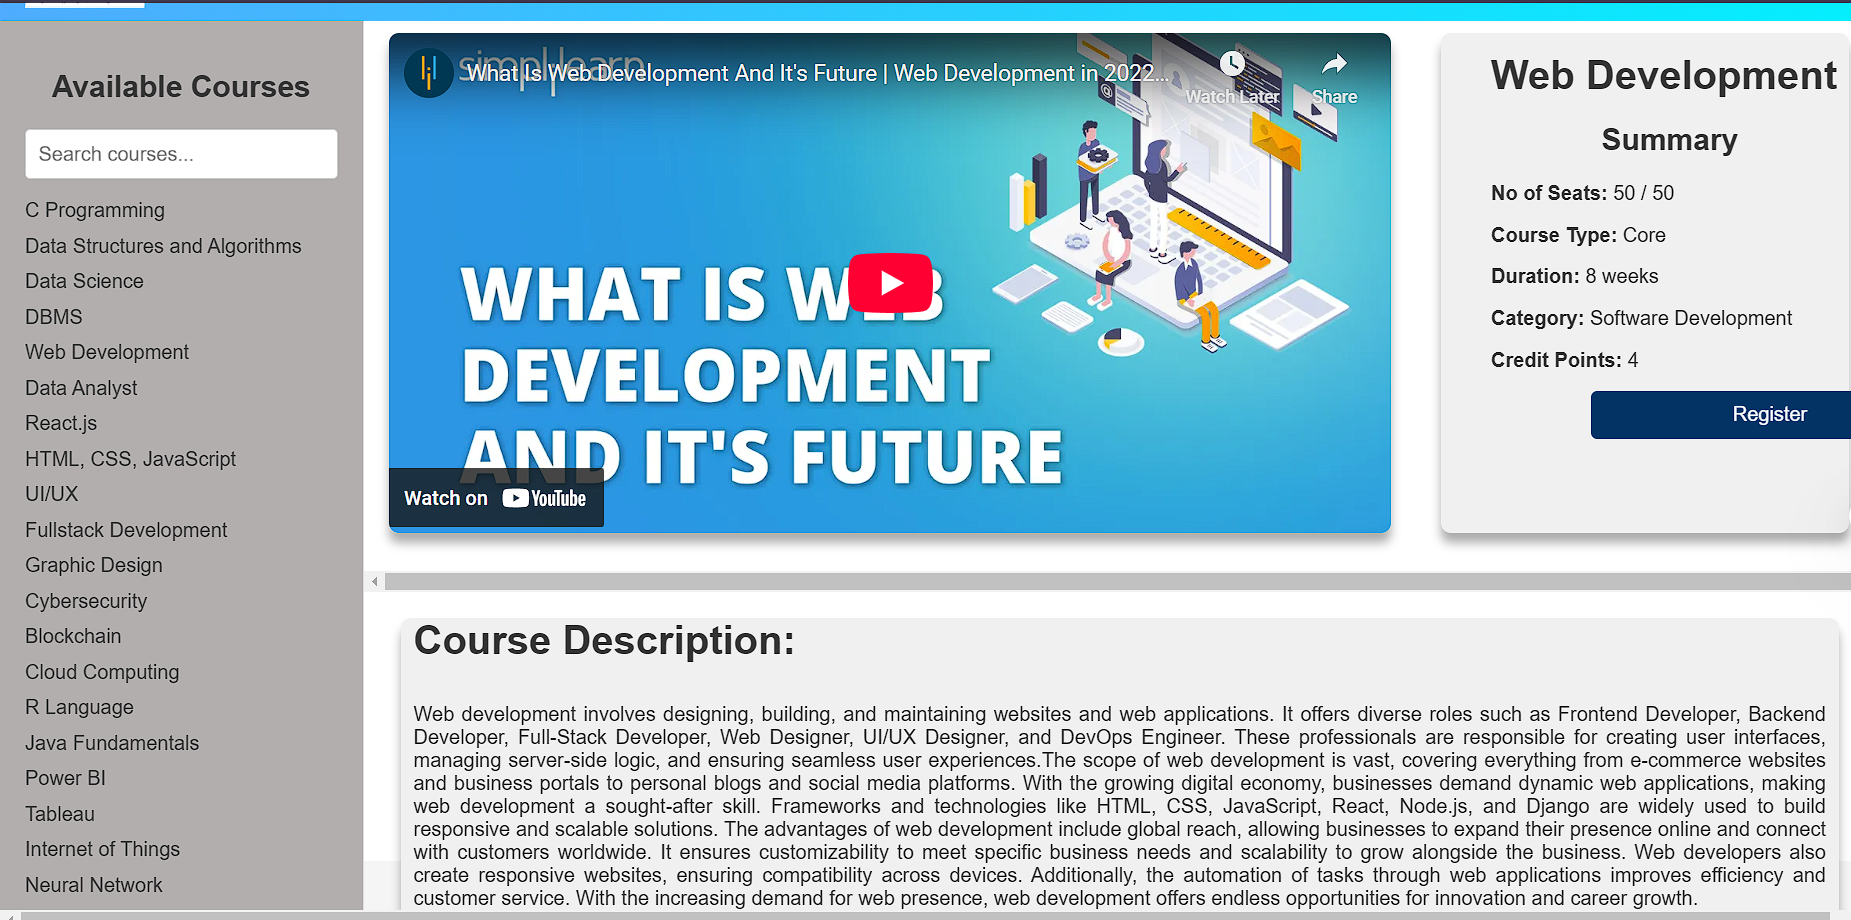 Available Courses
Search courses...
C Programming
Data Structures and Algorithms
Data Science
DBMS
Web Development
Data Analyst
React.js
HTML, CSS, JavaScript
UI/UX
Fullstack Development
Graphic Design
Cybersecurity
Blockchain
Cloud Computing
R Language
Java Fundamentals
Power BI
Tableau
Internet of Things
Neural Network
simplilearn
What Is Web Development And It's Future | Web Development in 2022...
Watch Later
Share
WHAT IS WEB
DEVELOPMENT
AND IT'S FUTURE
Watch on YouTube
Web Development
Summary
No of Seats: 50 / 50
Course Type: Core
Duration: 8 weeks
Category: Software Development
Credit Points: 4
Register
Course Description:
Web development involves designing, building, and maintaining websites and web applications. It offers diverse roles such as Frontend Developer, Backend
Developer, Full-Stack Developer, Web Designer, UI/UX Designer, and DevOps Engineer. These professionals are responsible for creating user interfaces,
managing server-side logic, and ensuring seamless user experiences.The scope of web development is vast, covering everything from e-commerce websites
and business portals to personal blogs and social media platforms. With the growing digital economy, businesses demand dynamic web applications, making
web development a sought-after skill. Frameworks and technologies like HTML, CSS, JavaScript, React, Node.js, and Django are widely used to build
responsive and scalable solutions. The advantages of web development include global reach, allowing businesses to expand their presence online and connect
with customers worldwide. It ensures customizability to meet specific business needs and scalability to grow alongside the business. Web developers also
create responsive websites, ensuring compatibility across devices. Additionally, the automation of tasks through web applications improves efficiency and
customer service. With the increasing demand for web presence, web development offers endless opportunities for innovation and career growth.